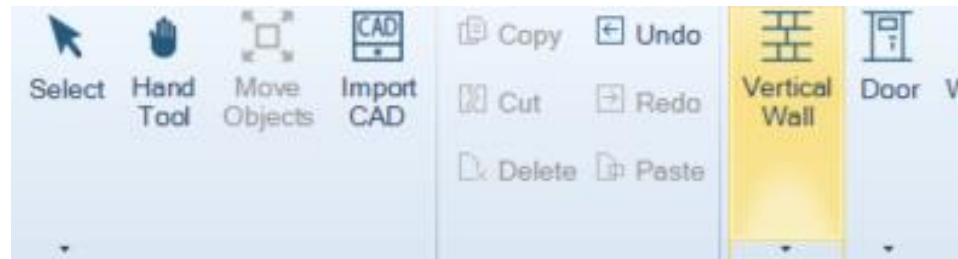 CAD
Select
Hand
Tool
Move
Objects
Import
CAD
Copy
Undo
Cut
Redo
Delete
Paste
Vertical
Wall
Door